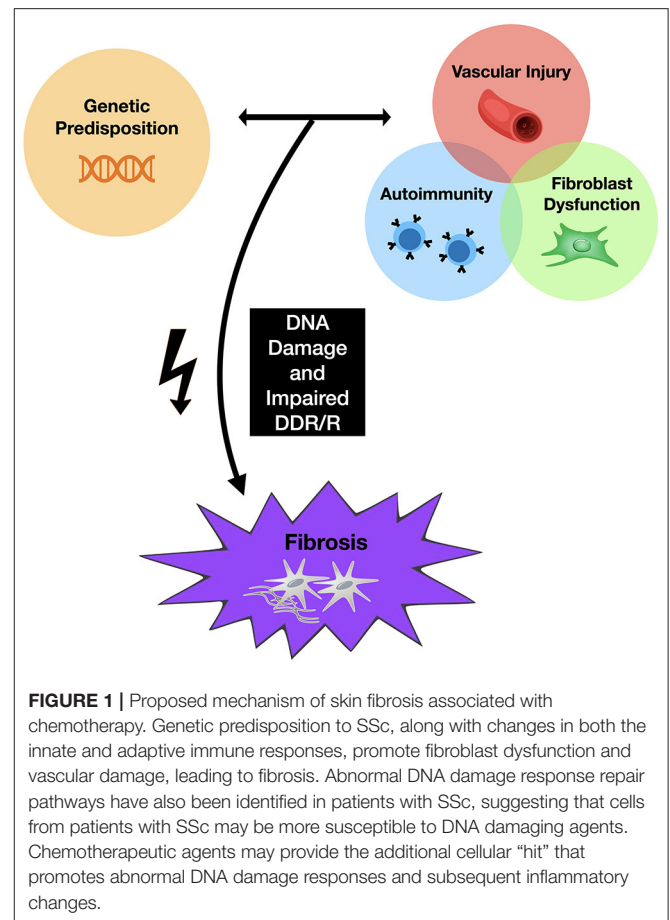 Genetic
Predisposition
Vascular Injury
Autoimmunity
Fibroblast
Dysfunction
DNA
Damage
and
Impaired
DDR/R
Fibrosis
FIGURE 1 | Proposed mechanism of skin fibrosis associated with
chemotherapy. Genetic predisposition to SSc, along with changes in both the
innate and adaptive immune responses, promote fibroblast dysfunction and
vascular damage, leading to fibrosis. Abnormal DNA damage response repair
pathways have also been identified in patients with SSc, suggesting that cells
from patients with SSc may be more susceptible to DNA damaging agents.
Chemotherapeutic agents may provide the additional cellular “hit” that
promotes abnormal DNA damage responses and subsequent inflammatory
changes.